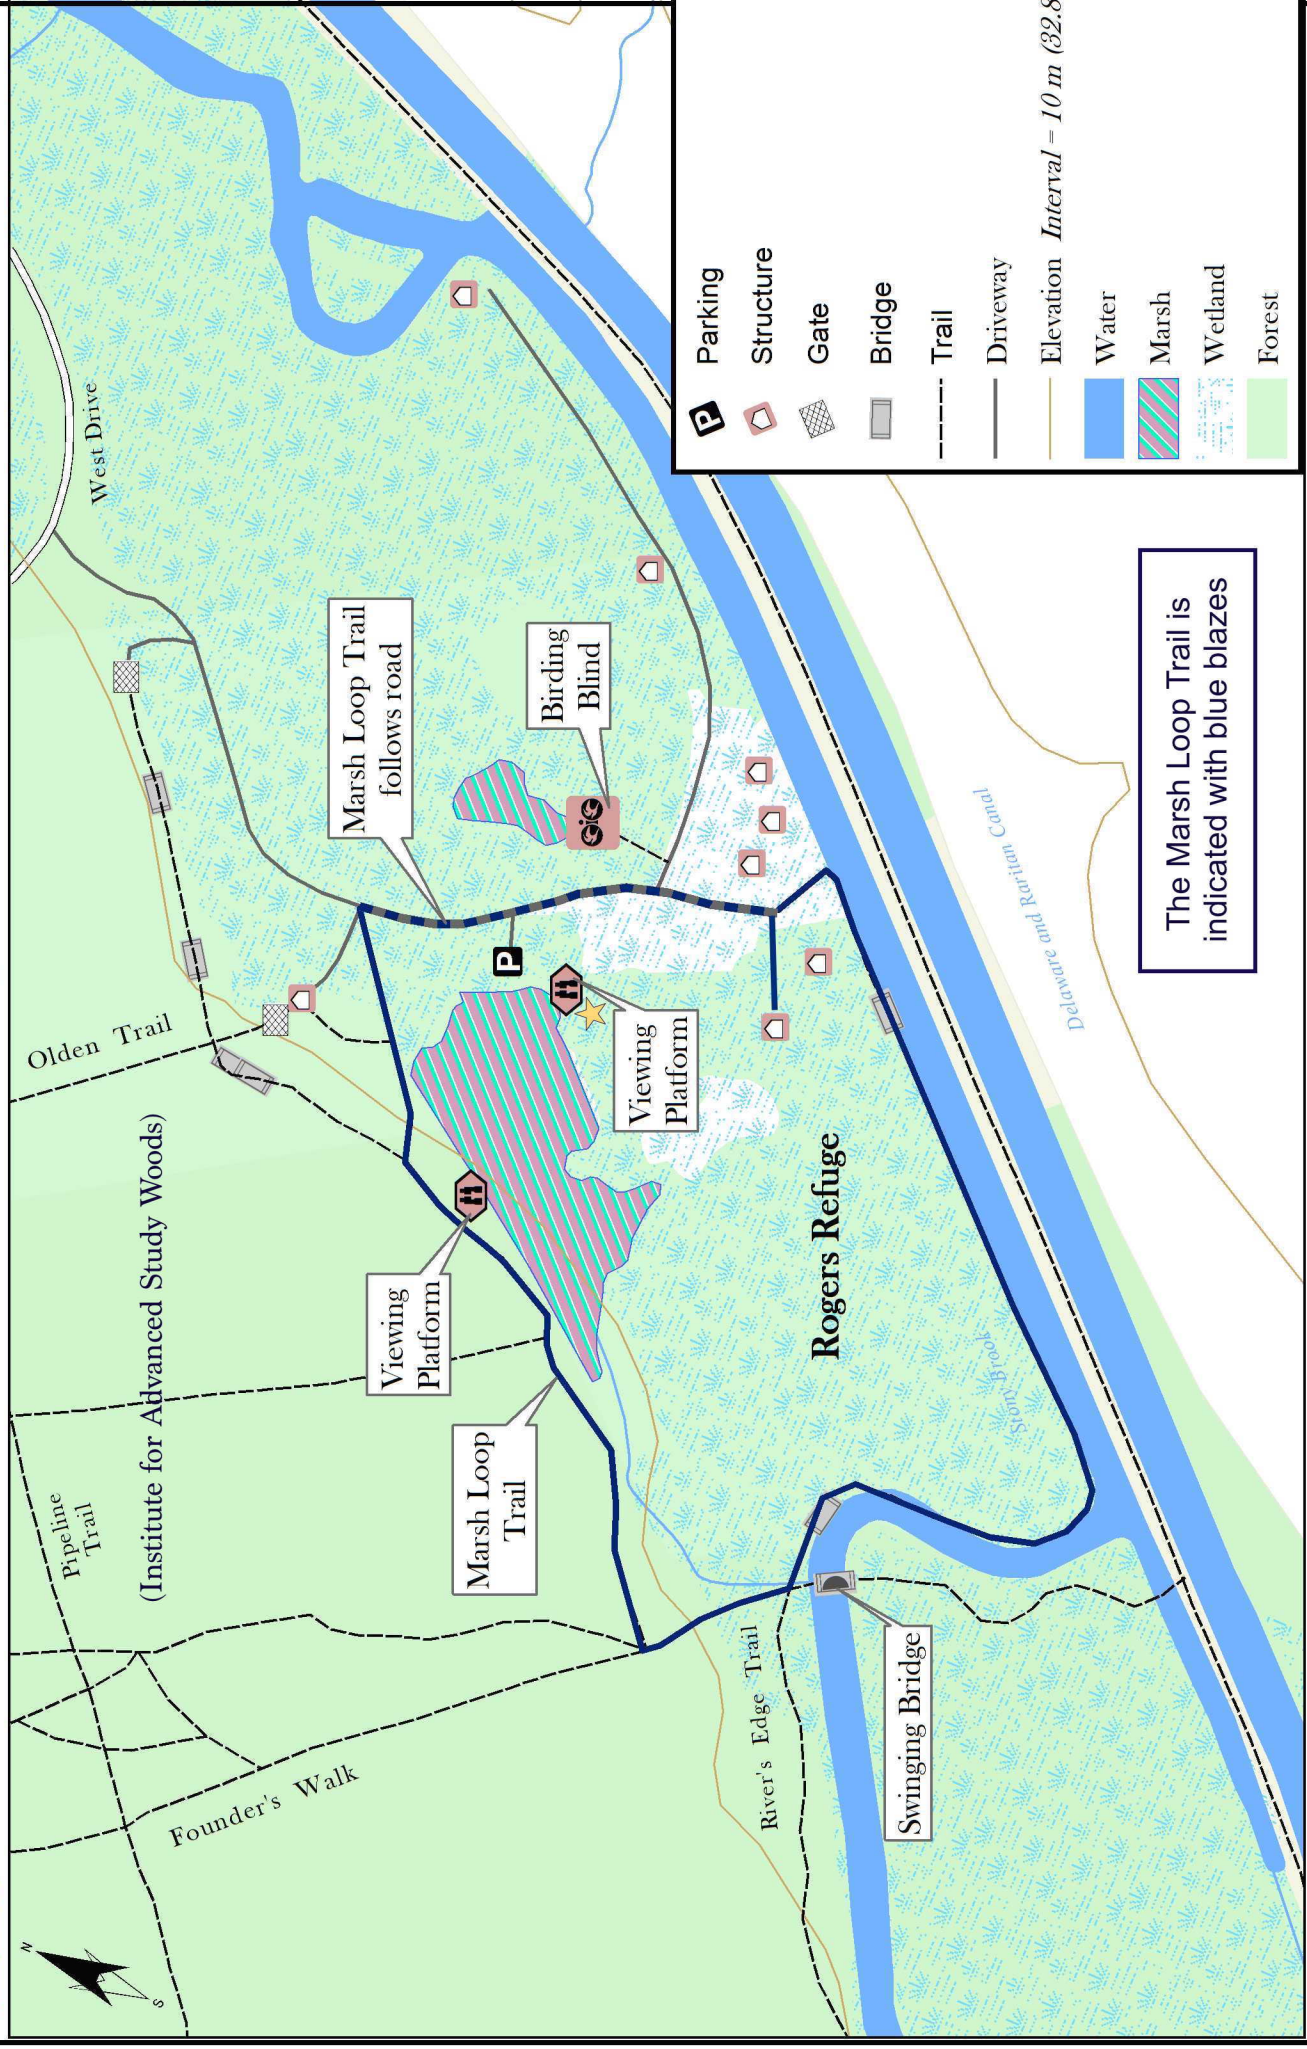 West Drive
Olden Trail
(Institute for Advanced Study Woods)
Pipeline
Trail
Founder's Walk
N
S
Marsh Loop Trail
follows road
Birding
Blind
P
Viewing
Platform
Viewing
Platform
Marsh Loop
Trail
Rogers Refuge
River's Edge Trail
Swinging Bridge
Stony Brook
Delaware and Raritan Canal
The Marsh Loop Trail is
indicated with blue blazes
P Parking
Structure
Gate
Bridge
Trail
Driveway
Elevation Interval = 10 m (32.8
Water
Marsh
Wetland
Forest